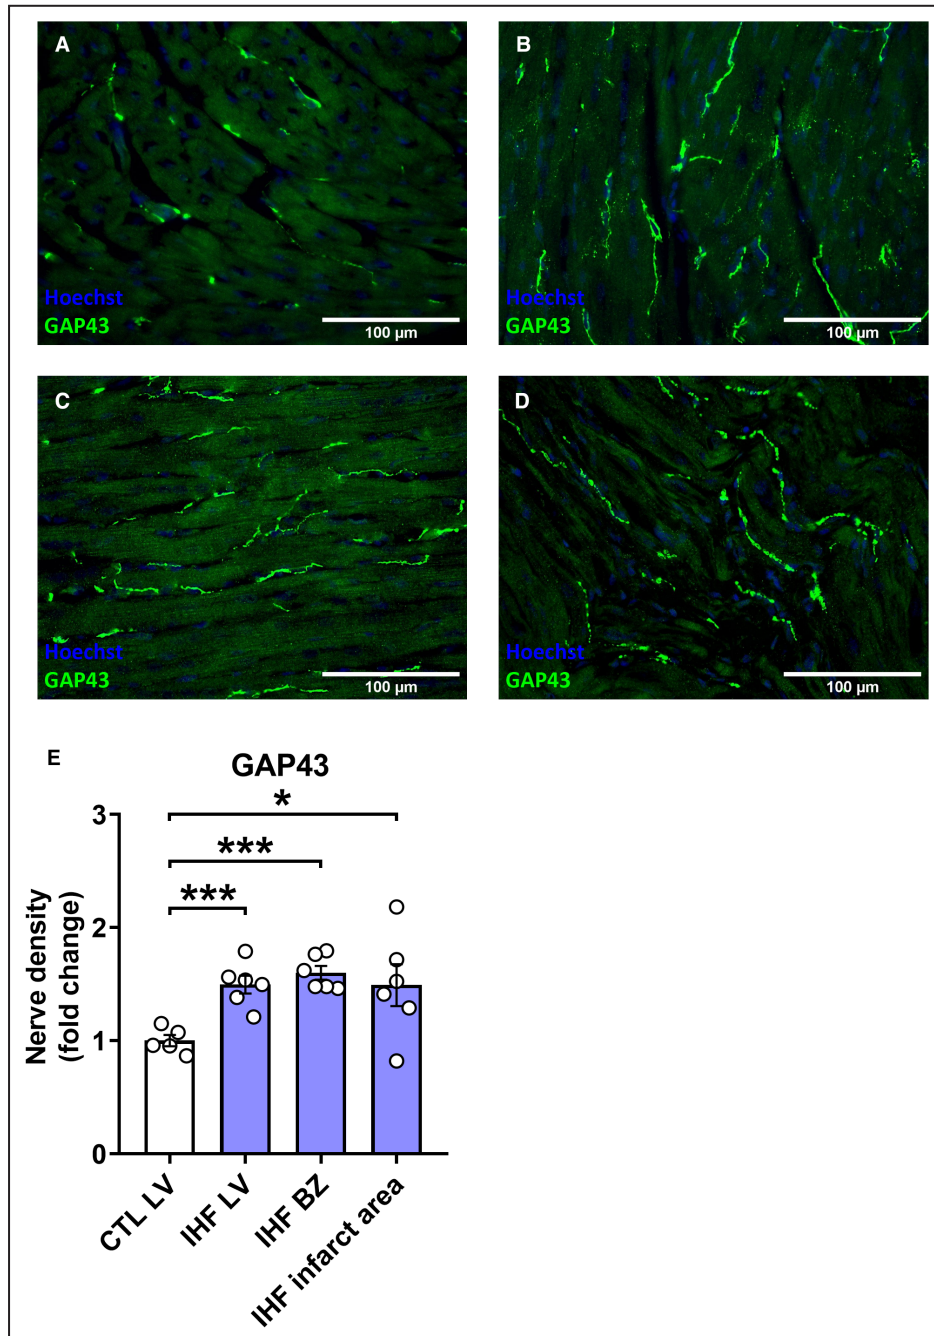 A
Hoechst
GAP43
100 µm
B
Hoechst
GAP43
100 µm
C
Hoechst
GAP43
100 µm
D
Hoechst
GAP43
100 µm
E
GAP43
*
***
***
Nerve density
(fold change)
3
2
1
0
CTL LV
IHF LV
IHF BZ
IHF infarct area